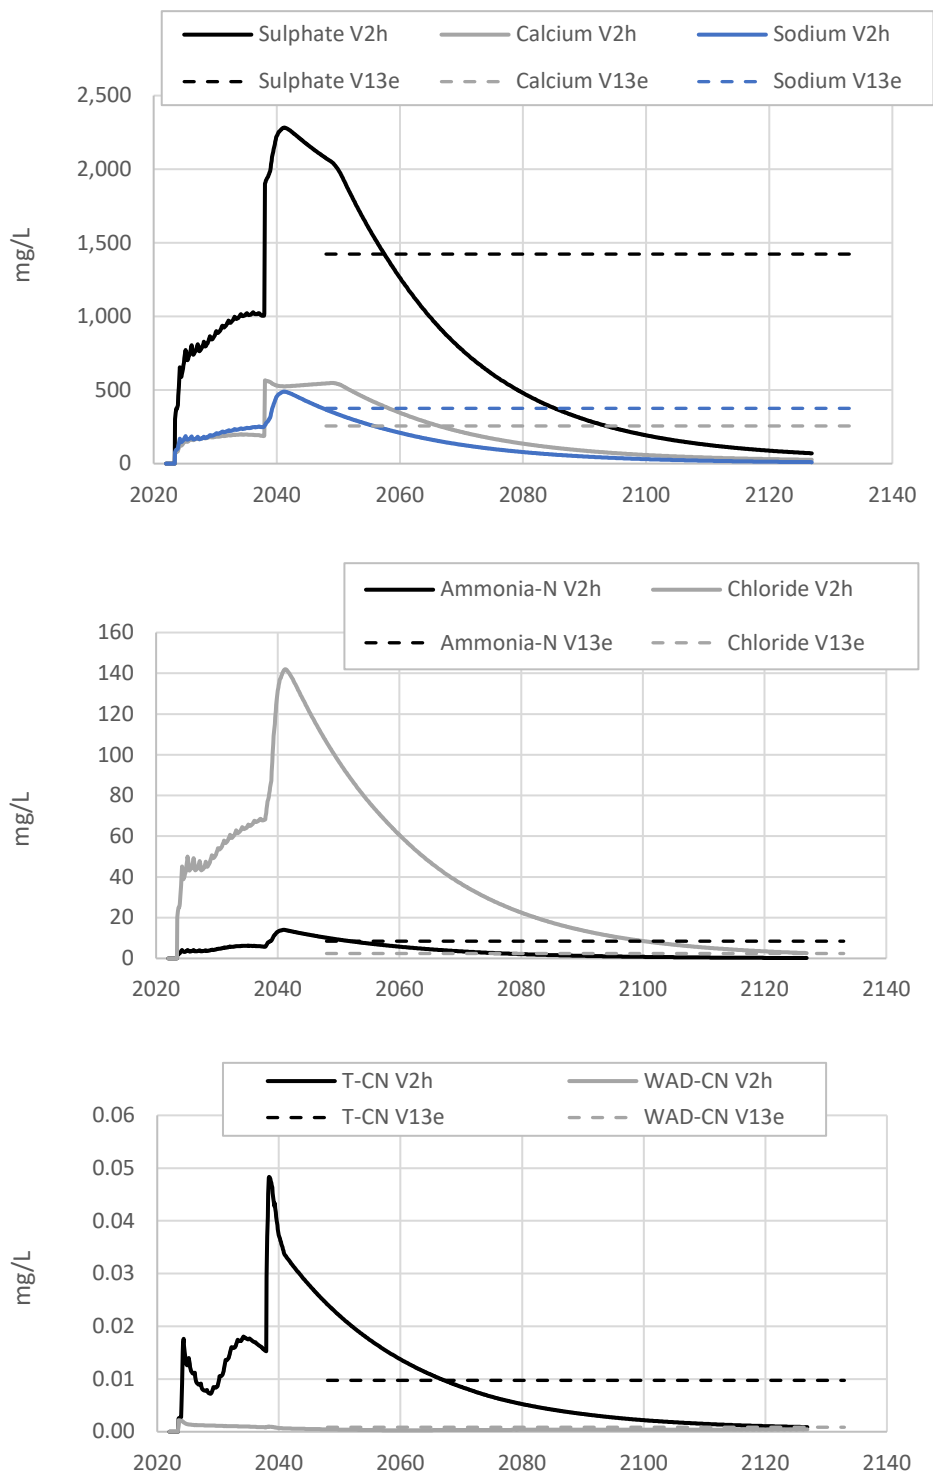 Sulphate V2h Calcium V2h Sodium V2h
Sulphate V13e Calcium V13e Sodium V13e
2,500
2,000
1,500
1,000
500
0
mg/L
2020 2040 2060 2080 2100 2120 2140
Ammonia-N V2h Chloride V2h
Ammonia-N V13e Chloride V13e
160
140
120
100
80
60
40
20
0
mg/L
2020 2040 2060 2080 2100 2120 2140
T-CN V2h WAD-CN V2h
T-CN V13e WAD-CN V13e
0.06
0.05
0.04
0.03
0.02
0.01
0.00
mg/L
2020 2040 2060 2080 2100 2120 2140